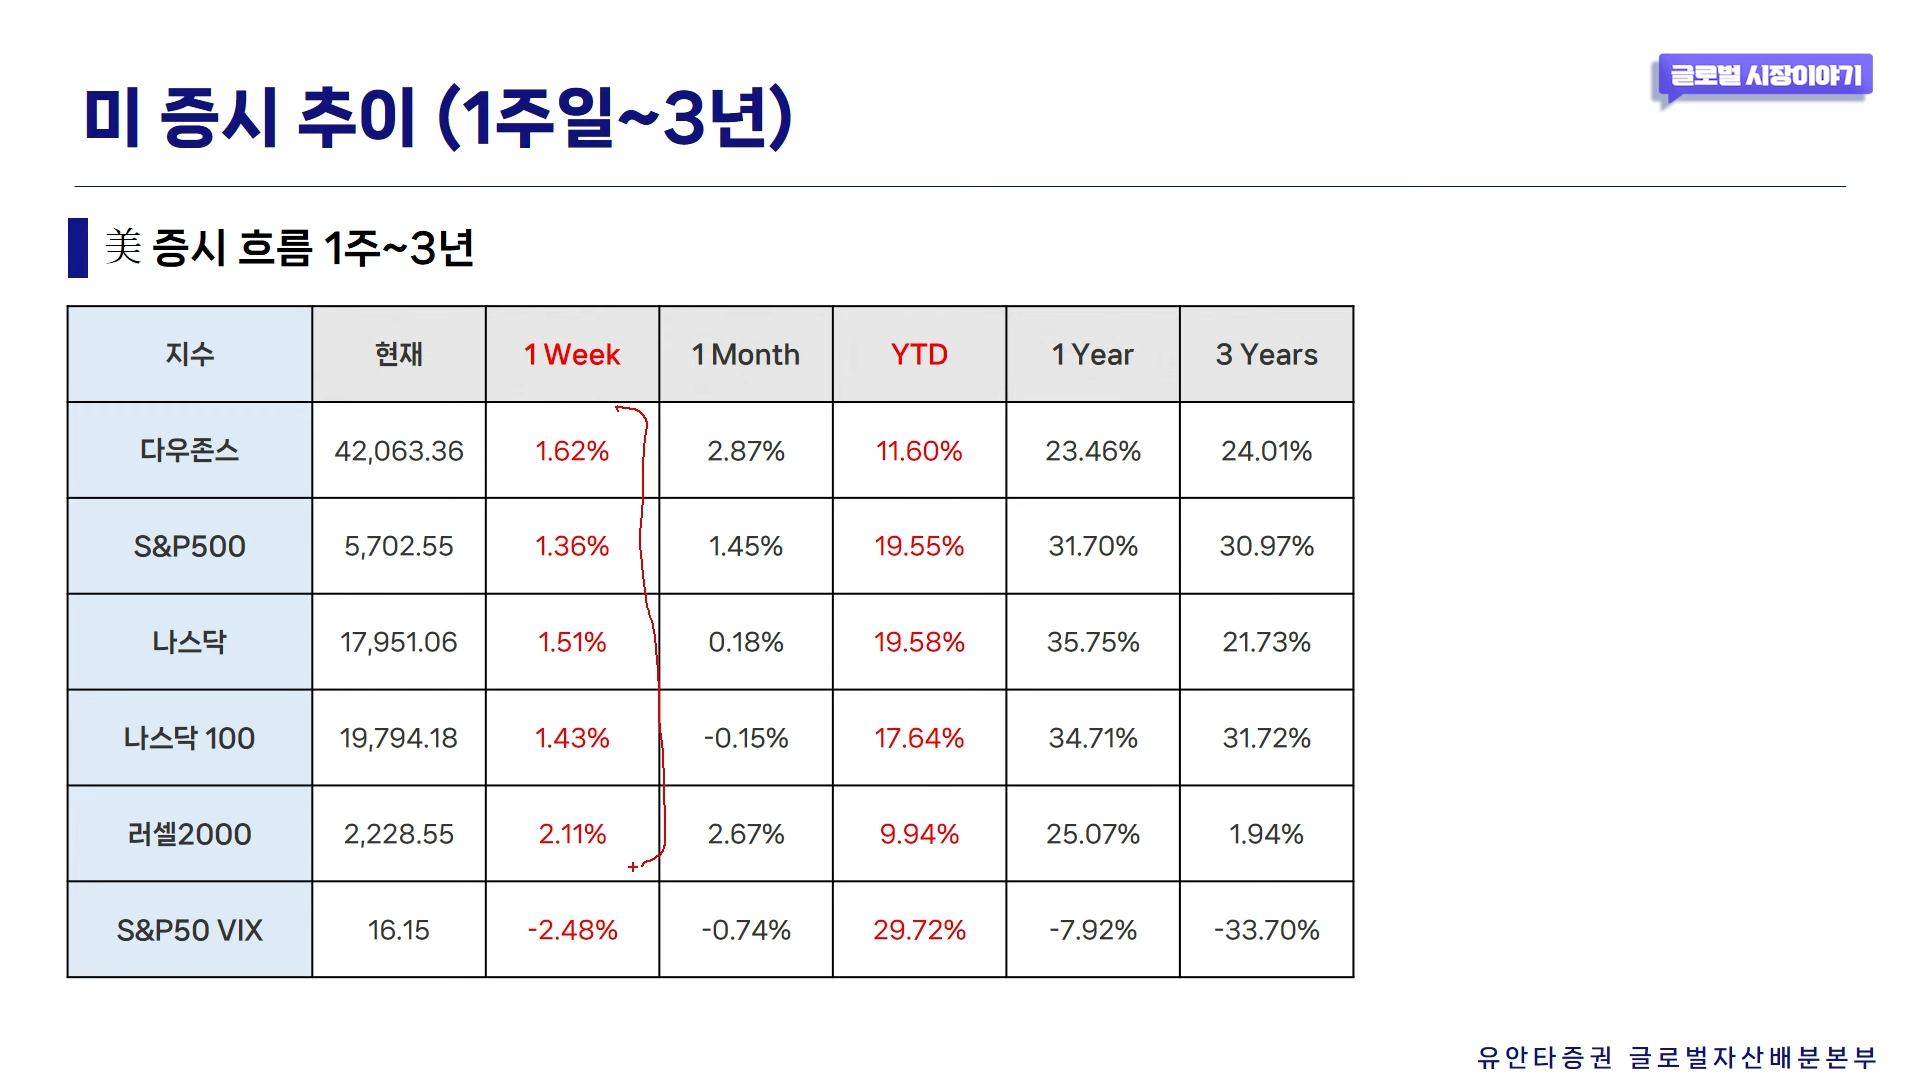 글로벌 시장이야기
미 증시 추이 (1주일~3년)
美 증시 흐름 1주~3년
지수 현재 1 Week 1 Month YTD 1 Year 3 Years
다우존스 42,063.36 1.62% 2.87% 11.60% 23.46% 24.01%
S&P500 5,702.55 1.36% 1.45% 19.55% 31.70% 30.97%
나스닥 17,951.06 1.51% 0.18% 19.58% 35.75% 21.73%
나스닥 100 19,794.18 1.43% -0.15% 17.64% 34.71% 31.72%
러셀2000 2,228.55 2.11% 2.67% 9.94% 25.07% 1.94%
S&P50 VIX 16.15 -2.48% -0.74% 29.72% -7.92% -33.70%
유안타증권 글로벌자산배분본부